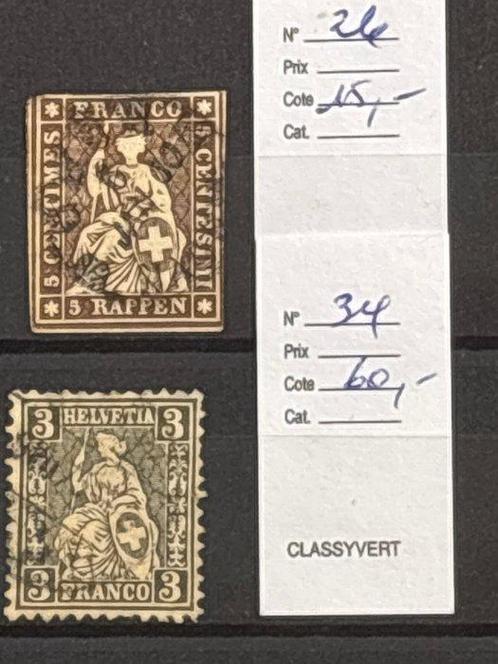 FRANCO
5 CENTIMES
5 CENTESIMI
5 RAPPEN
N° 26
Prix
Cote 15,-
Cat.
3 HELVETIA 3
3 FRANCO 3
N° 34
Prix
Cote 60,-
Cat.
CLASSYVERT